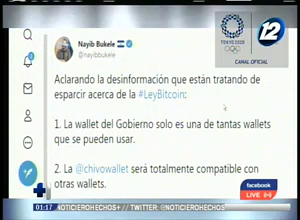 Nayib Bukele
@nayibbukele
TOKYO 2020
12
CANAL OFICIAL
Aclarando la desinformación que están tratando de
esparcir acerca de la #LeyBitcoin:
1. La wallet del Gobierno solo es una de tantas wallets
que se pueden usar.
2. La @chivowallet será totalmente compatible con
otras wallets.
facebook
LIVE
01:17 NOTICIEROHECHOS// TWITTER: @NOTICIEROHECHOS